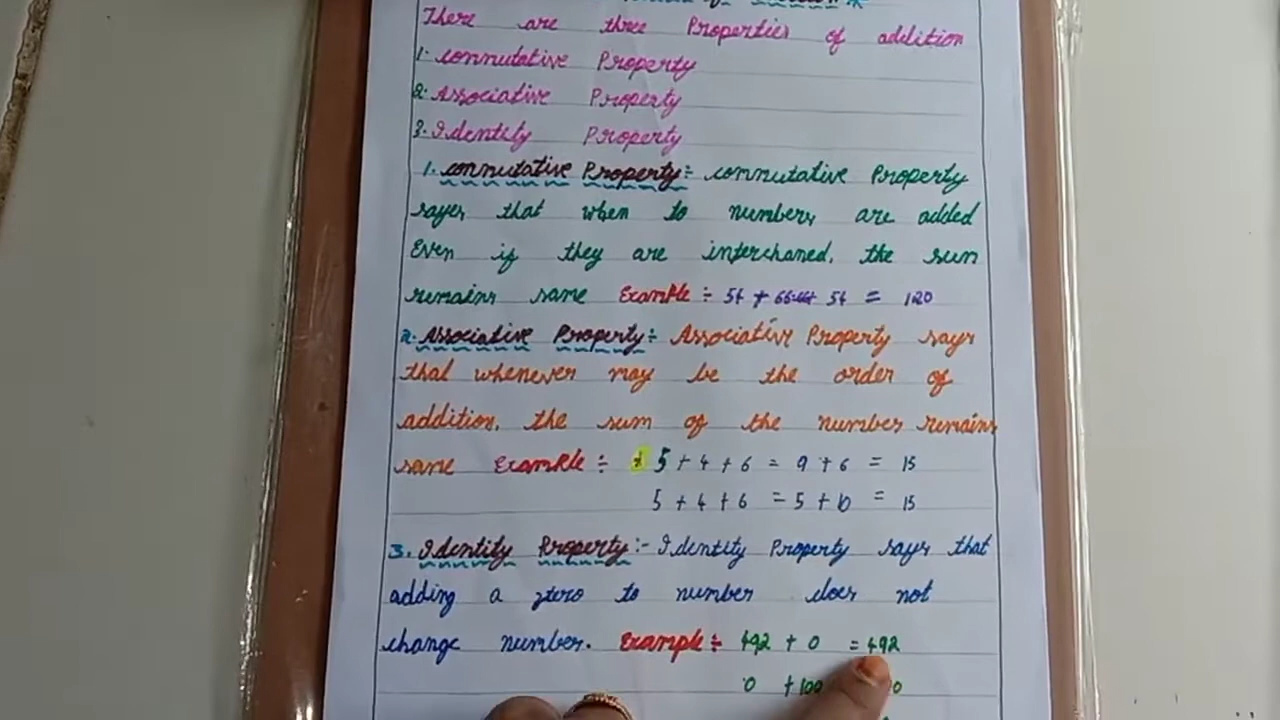 There are three Properties of addition
1. commutative Property
2. Associative Property
3. Identity Property
1. commutative Property:- commutative Property
sayes that when to numbers are added
Even if they are interchaned, the sum
remains same Example ÷ 54 + 66 54 = 120
2. Associative Property:- Associative Property says
that whenever may be the order of
addition, the sum of the number remains
same Example ÷ 5 + 4 + 6 = 9 + 6 = 15
5 + 4 + 6 = 5 + 10 = 15
3. Identity Property:- Identity Property says that
adding a zero to number does not
change number. Example ÷ 492 + 0 = 492
0 + 100